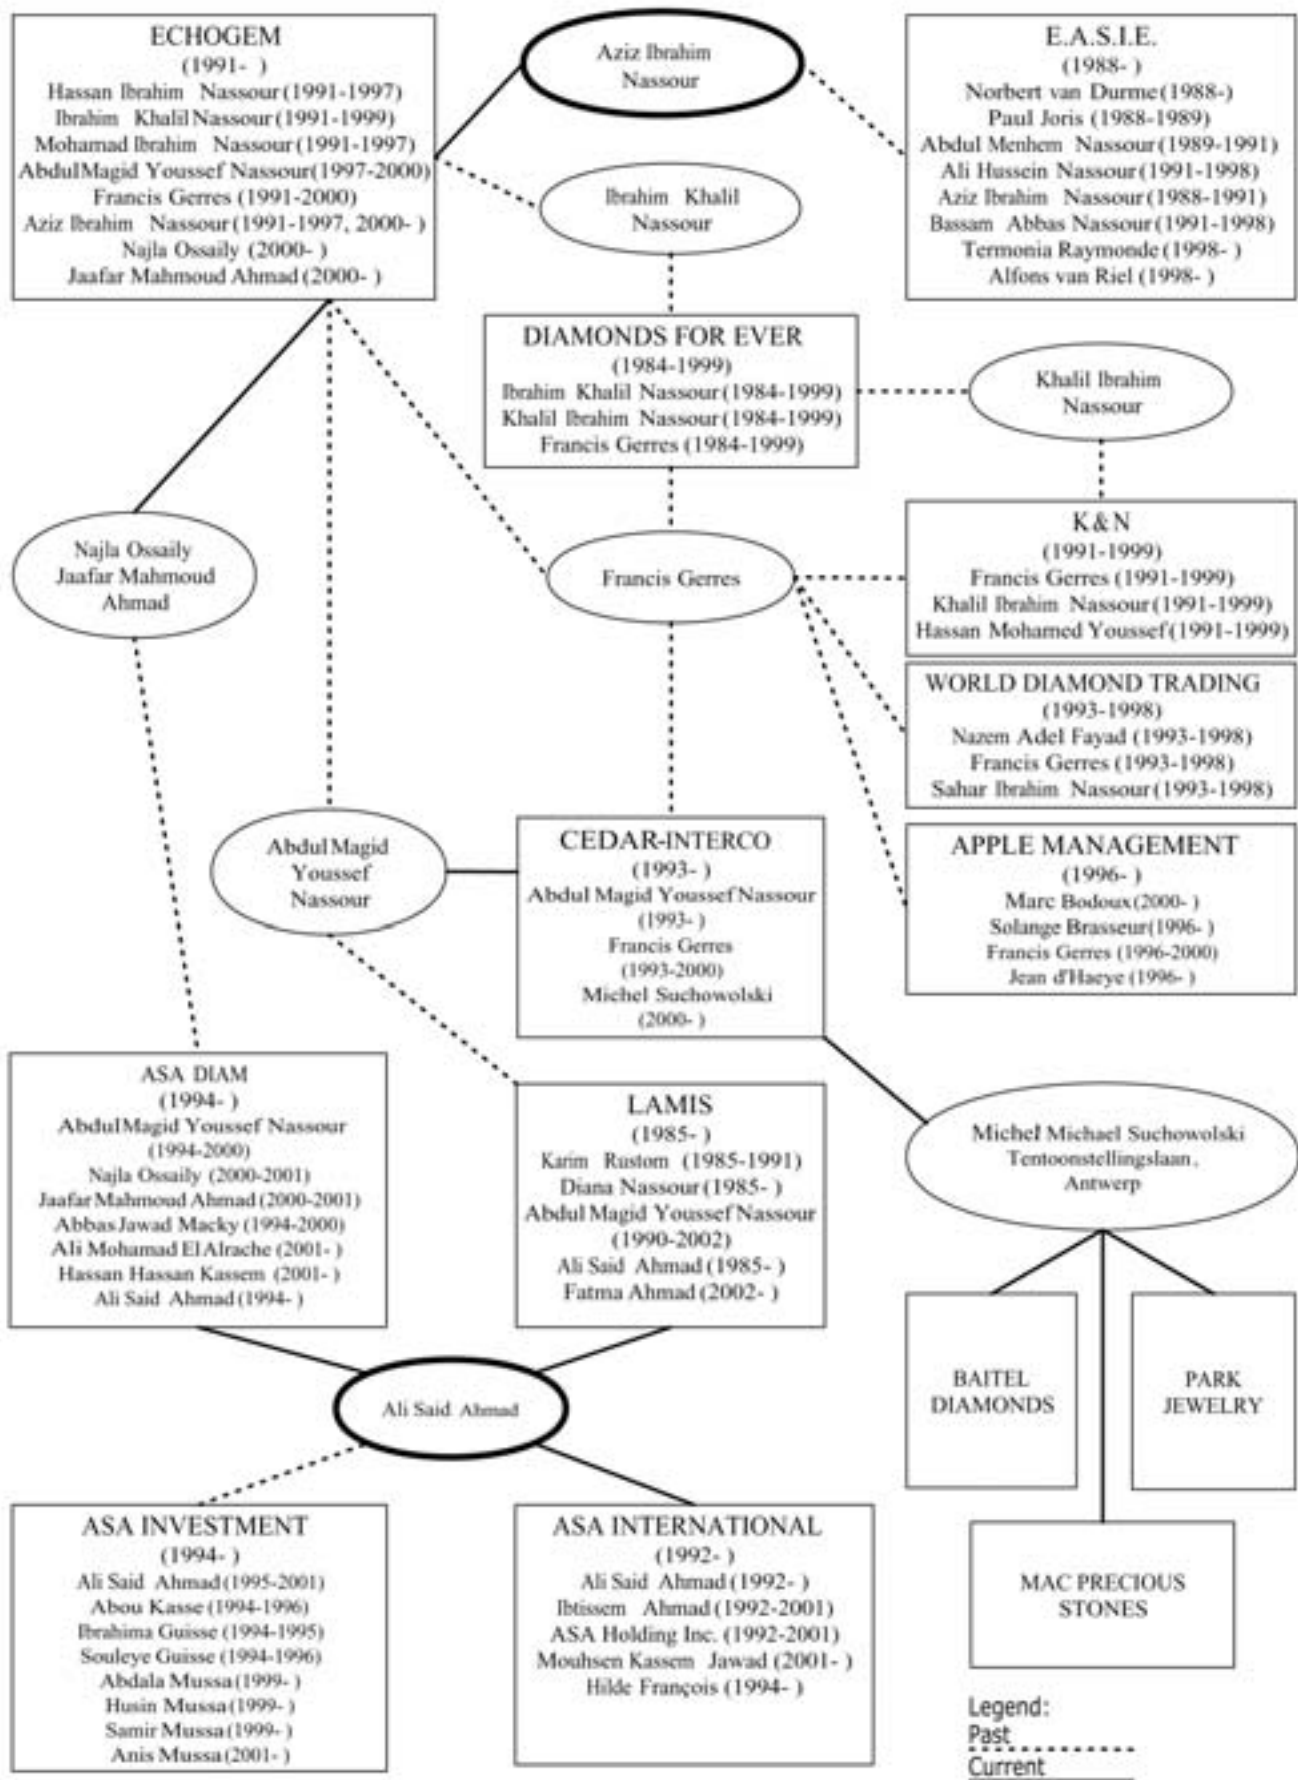 ECHOGEM
(1991- )
Hassan Ibrahim Nassour (1991-1997)
Ibrahim Khalil Nassour (1991-1999)
Mohamad Ibrahim Nassour (1991-1997)
Abdul Magid Youssef Nassour (1997-2000)
Francis Gerres (1991-2000)
Aziz Ibrahim Nassour (1991-1997, 2000- )
Najla Ossaily (2000- )
Jaafar Mahmoud Ahmad (2000- )
Aziz Ibrahim
Nassour
E.A.S.I.E.
(1988- )
Norbert van Durme (1988-)
Paul Joris (1988-1989)
Abdul Menhem Nassour (1989-1991)
Ali Hussein Nassour (1991-1998)
Aziz Ibrahim Nassour (1988-1991)
Bassam Abbas Nassour (1991-1998)
Termonia Raymonde (1998- )
Alfons van Riel (1998- )
Ibrahim Khalil
Nassour
DIAMONDS FOR EVER
(1984-1999)
Ibrahim Khalil Nassour (1984-1999)
Khalil Ibrahim Nassour (1984-1999)
Francis Gerres (1984-1999)
Khalil Ibrahim
Nassour
Najla Ossaily
Jaafar Mahmoud
Ahmad
Francis Gerres
K & N
(1991-1999)
Francis Gerres (1991-1999)
Khalil Ibrahim Nassour (1991-1999)
Hassan Mohamed Youssef (1991-1999)
WORLD DIAMOND TRADING
(1993-1998)
Nazem Adel Fayad (1993-1998)
Francis Gerres (1993-1998)
Sahar Ibrahim Nassour (1993-1998)
Abdul Magid
Youssef
Nassour
CEDAR-INTERCO
(1993- )
Abdul Magid Youssef Nassour
(1993- )
Francis Gerres
(1993-2000)
Michel Suchowolski
(2000- )
APPLE MANAGEMENT
(1996- )
Marc Bodoux (2000- )
Solange Brasseur (1996- )
Francis Gerres (1996-2000)
Jean d'Haeye (1996- )
ASA DIAM
(1994- )
Abdul Magid Youssef Nassour
(1994-2000)
Najla Ossaily (2000-2001)
Jaafar Mahmoud Ahmad (2000-2001)
Abbas Jawad Macky (1994-2000)
Ali Mohamad El Alrache (2001- )
Hassan Hassan Kassem (2001- )
Ali Said Ahmad (1994- )
LAMIS
(1985- )
Karim Rustom (1985-1991)
Diana Nassour (1985- )
Abdul Magid Youssef Nassour
(1990-2002)
Ali Said Ahmad (1985- )
Fatma Ahmad (2002- )
Michel Michael Suchowolski
Tentoonstellingslaan,
Antwerp
Ali Said Ahmad
BAITEL
DIAMONDS
PARK
JEWELRY
ASA INVESTMENT
(1994- )
Ali Said Ahmad (1995-2001)
Abou Kasse (1994-1996)
Ibrahima Guisse (1994-1995)
Souleye Guisse (1994-1996)
Abdala Mussa (1999- )
Husin Mussa (1999- )
Samir Mussa (1999- )
Anis Mussa (2001- )
ASA INTERNATIONAL
(1992- )
Ali Said Ahmad (1992- )
Ibtissem Ahmad (1992-2001)
ASA Holding Inc. (1992-2001)
Mouhsen Kassem Jawad (2001- )
Hilde François (1994- )
MAC PRECIOUS
STONES
Legend:
Past
Current